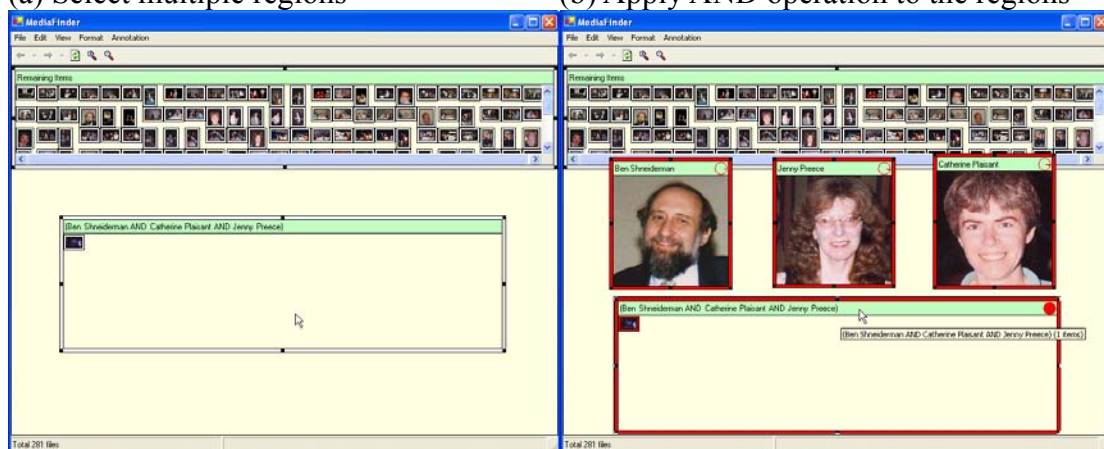 (a) Select multiple regions
(b) Apply AND operation to the regions
MediaFinder
File Edit View Format Annotation
Remaining Items
(Ben Shneiderman AND Catherine Plaisant AND Jenny Preece)
Total 281 files
MediaFinder
File Edit View Format Annotation
Remaining Items
Ben Shneiderman
Jenny Preece
Catherine Plaisant
(Ben Shneiderman AND Catherine Plaisant AND Jenny Preece)
(Ben Shneiderman AND Catherine Plaisant AND Jenny Preece) (1 items)
Total 281 files